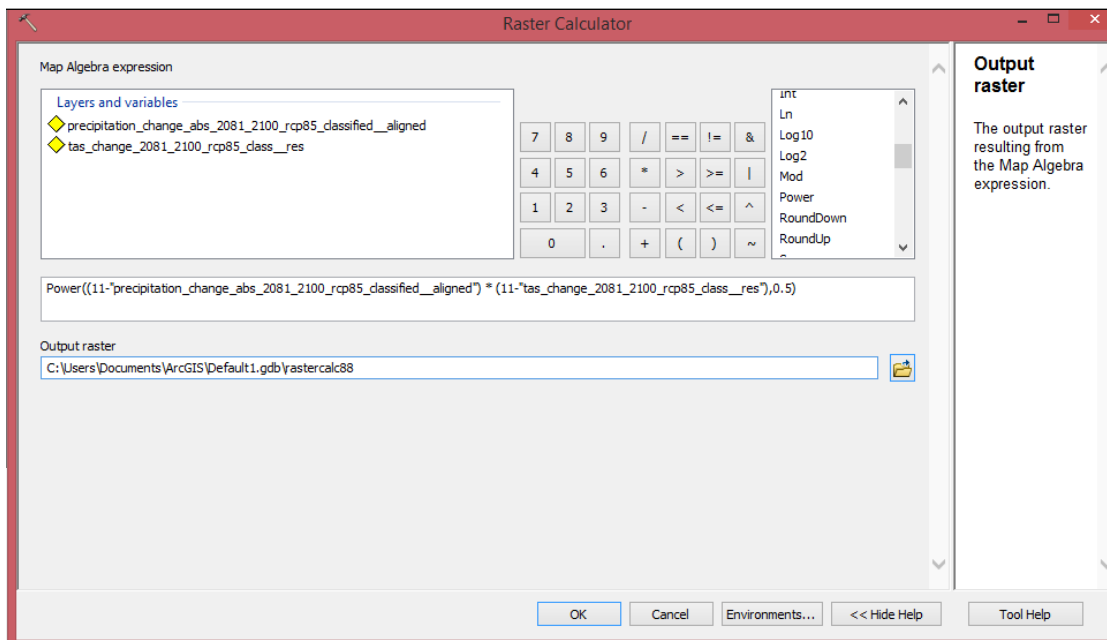 Raster Calculator
Map Algebra expression
Layers and variables
precipitation_change_abs_2081_2100_rcp85_classified__aligned
tas_change_2081_2100_rcp85_class__res
7 8 9 / == != &
4 5 6 * > >= |
1 2 3 - < <= ^
0 . + ( ) ~
Int
Ln
Log10
Log2
Mod
Power
RoundDown
RoundUp
Power((11-"precipitation_change_abs_2081_2100_rcp85_classified__aligned") * (11-"tas_change_2081_2100_rcp85_class__res"),0.5)
Output raster
C:\Users\Documents\ArcGIS\Default1.gdb\rastercalc88
OK Cancel Environments... << Hide Help Tool Help
Output
raster
The output raster
resulting from
the Map Algebra
expression.